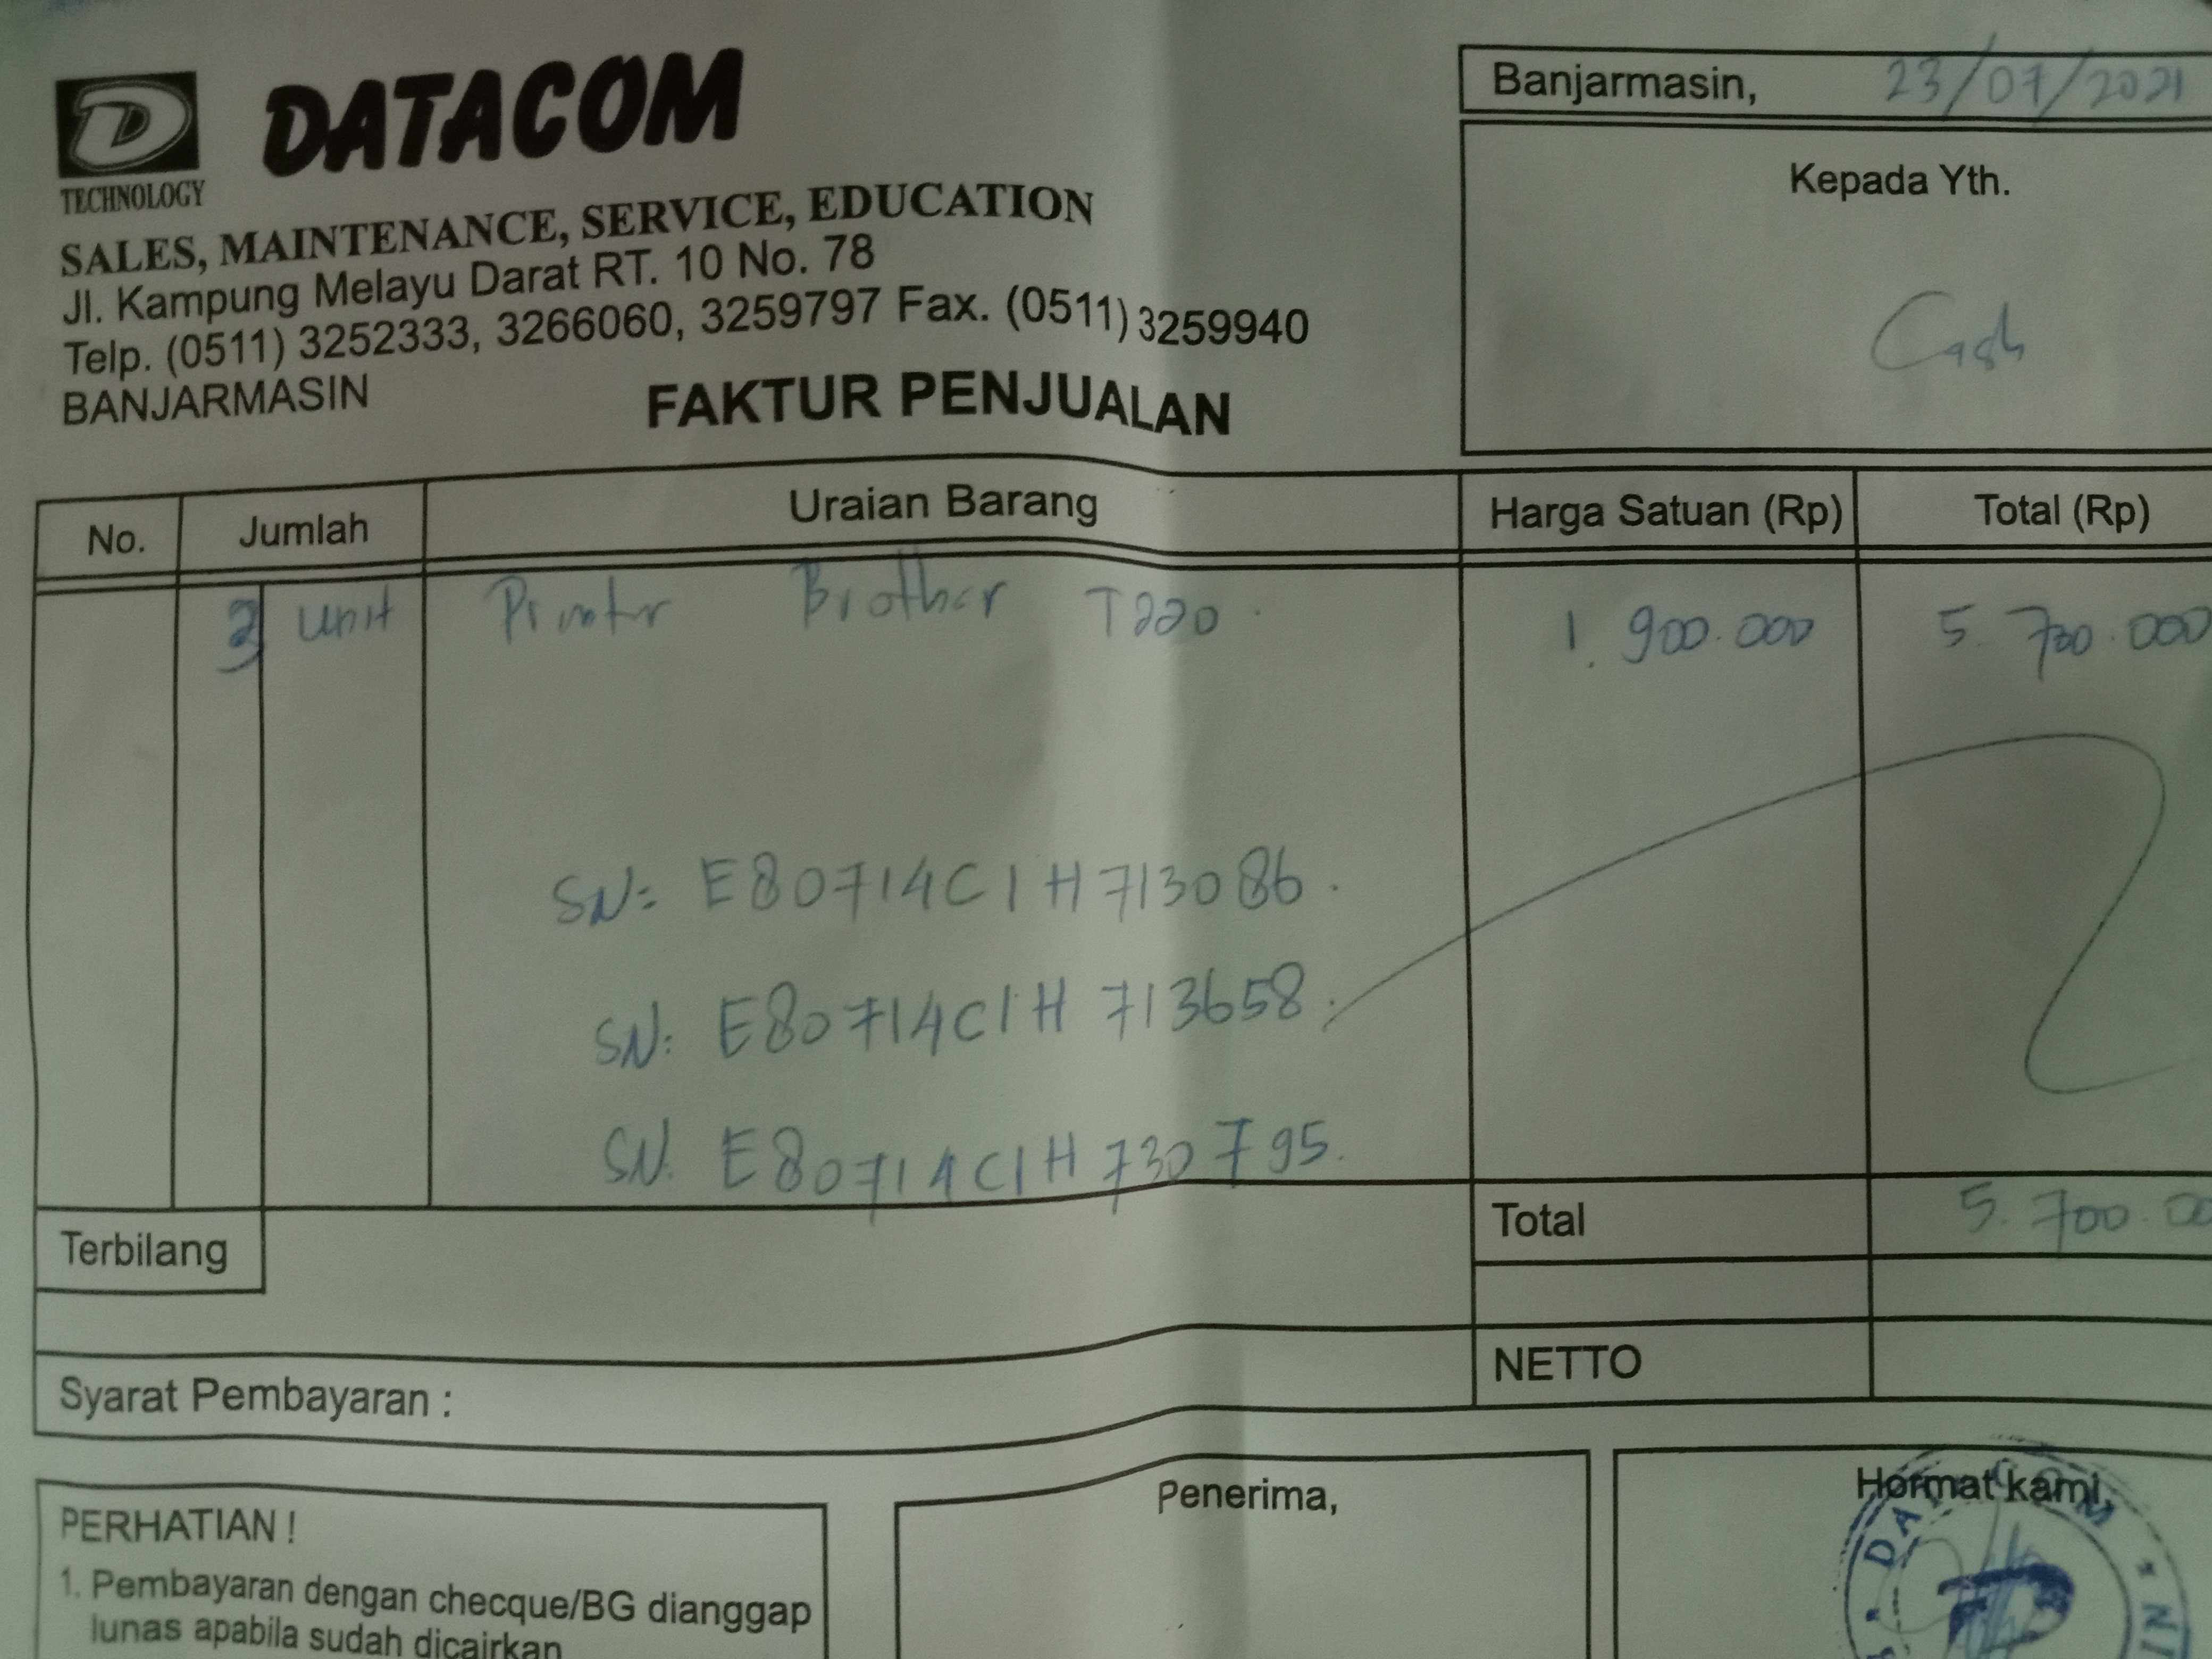 D
TECHNOLOGY
DATACOM
SALES, MAINTENANCE, SERVICE, EDUCATION
Jl. Kampung Melayu Darat RT. 10 No. 78
Telp. (0511) 3252333, 3266060, 3259797 Fax. (0511) 3259940
BANJARMASIN
FAKTUR PENJUALAN
Banjarmasin, 23/07/2021
Kepada Yth.
Cash
No. Jumlah Uraian Barang Harga Satuan (Rp) Total (Rp)
3 unit Printer Brother T220. 1.900.000 5.700.000
SN: E80714C1H713086.
SN: E80714C1H713658.
SN. E80714C1H730795.
Terbilang
Total 5.700.00
NETTO
Syarat Pembayaran :
PERHATIAN !
1. Pembayaran dengan checque/BG dianggap
lunas apabila sudah dicairkan
Penerima,
Hormat kami,